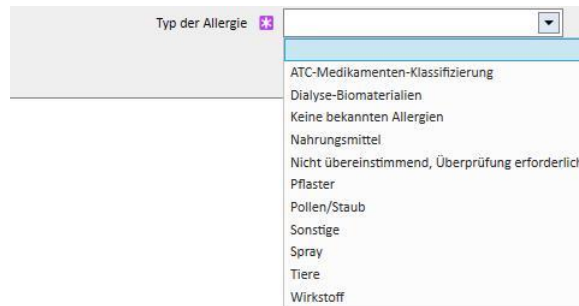 Typ der Allergie
ATC-Medikamenten-Klassifizierung
Dialyse-Biomaterialien
Keine bekannten Allergien
Nahrungsmittel
Nicht übereinstimmend, Überprüfung erforderlich
Pflaster
Pollen/Staub
Sonstige
Spray
Tiere
Wirkstoff